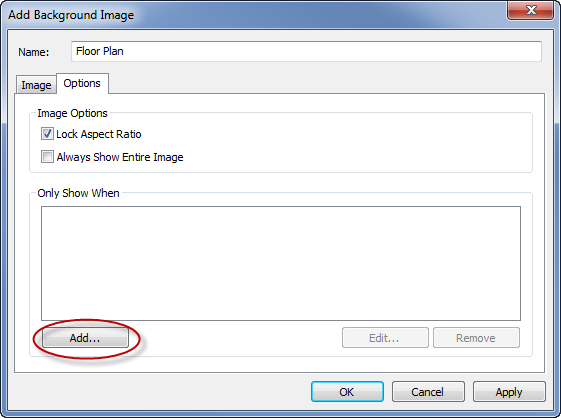 Add Background Image
Name: Floor Plan
Image Options
Image Options
Lock Aspect Ratio
Always Show Entire Image
Only Show When
Add... Edit... Remove
OK Cancel Apply